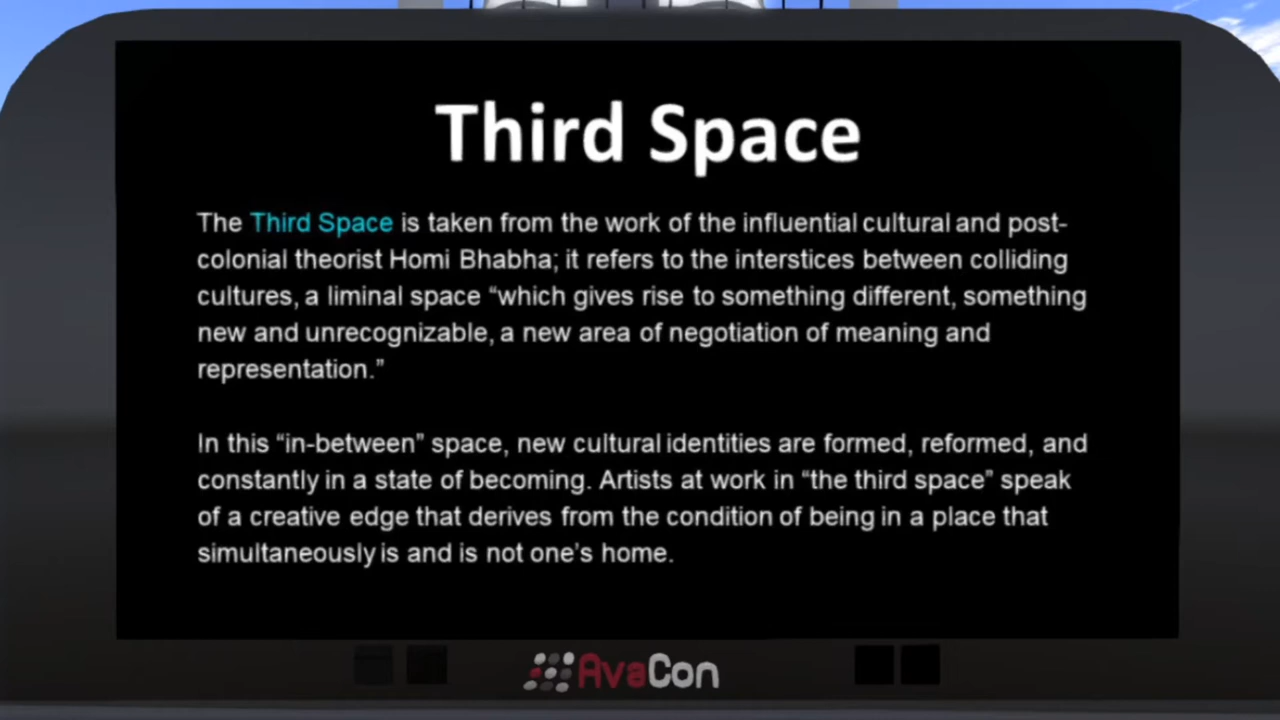 Third Space
The Third Space is taken from the work of the influential cultural and post-
colonial theorist Homi Bhabha; it refers to the interstices between colliding
cultures, a liminal space “which gives rise to something different, something
new and unrecognizable, a new area of negotiation of meaning and
representation.”
In this “in-between” space, new cultural identities are formed, reformed, and
constantly in a state of becoming. Artists at work in “the third space” speak
of a creative edge that derives from the condition of being in a place that
simultaneously is and is not one’s home.
AvaCon